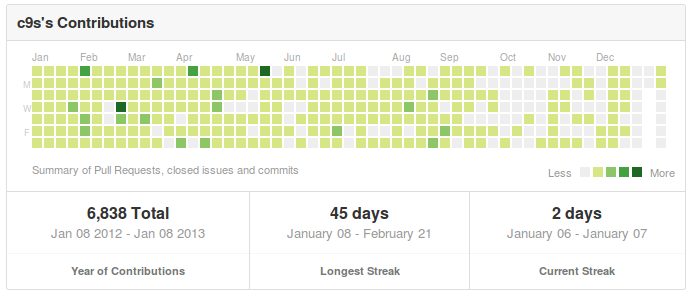 c9s's Contributions
Jan Feb Mar Apr May Jun Jul Aug Sep Oct Nov Dec
M
W
F
Summary of Pull Requests, closed issues and commits
Less More
6,838 Total 45 days 2 days
Jan 08 2012 - Jan 08 2013 January 08 - February 21 January 06 - January 07
Year of Contributions Longest Streak Current Streak